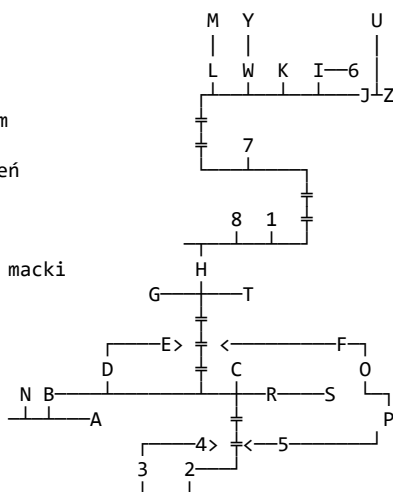 M Y U
L W K I 6
J Z
m
7
eń
8 1
macki
H
G T
E> < F
D C O
N B R S
A P
4> < 5
3 2